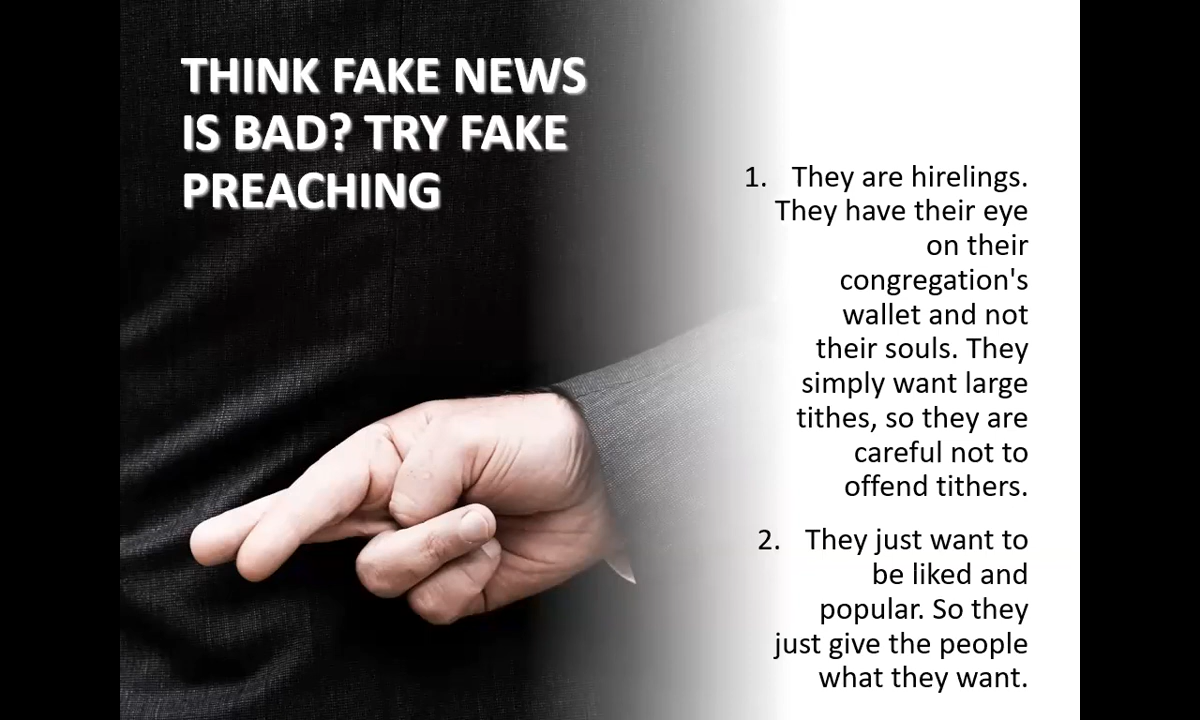 THINK FAKE NEWS
IS BAD? TRY FAKE
PREACHING
1. They are hirelings.
They have their eye
on their
congregation's
wallet and not
their souls. They
simply want large
tithes, so they are
careful not to
offend tithers.
2. They just want to
be liked and
popular. So they
just give the people
what they want.